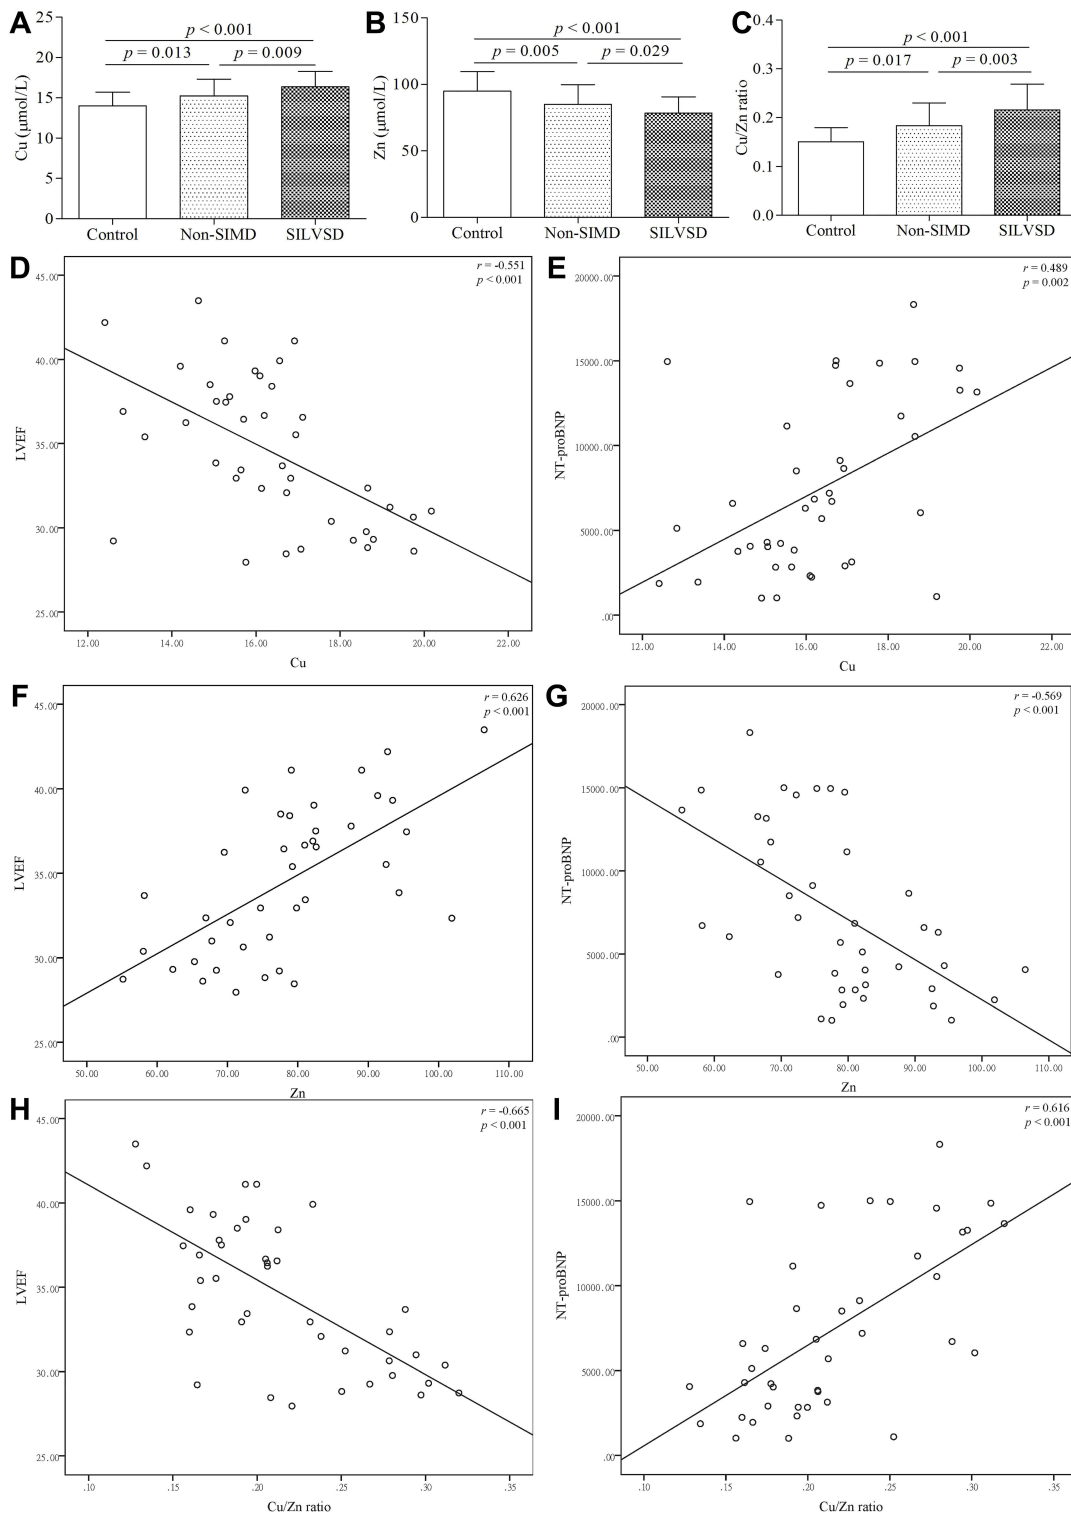 A
p < 0.001
p = 0.013
p = 0.009
Cu (μmol/L)
25
20
15
10
5
0
Control
Non-SIMD
SILVSD
B
p < 0.001
p = 0.005
p = 0.029
Zn (μmol/L)
150
100
50
0
Control
Non-SIMD
SILVSD
C
p < 0.001
p = 0.017
p = 0.003
Cu/Zn ratio
0.4
0.3
0.2
0.1
0.0
Control
Non-SIMD
SILVSD
D
r = -0.551
p < 0.001
LVEF
45.00
40.00
35.00
30.00
25.00
12.00 14.00 16.00 18.00 20.00 22.00
Cu
E
r = 0.489
p = 0.002
NT-proBNP
20000.00
15000.00
10000.00
5000.00
.00
12.00 14.00 16.00 18.00 20.00 22.00
Cu
F
r = 0.626
p < 0.001
LVEF
45.00
40.00
35.00
30.00
25.00
50.00 60.00 70.00 80.00 90.00 100.00 110.00
Zn
G
r = -0.569
p < 0.001
NT-proBNP
20000.00
15000.00
10000.00
5000.00
.00
50.00 60.00 70.00 80.00 90.00 100.00 110.00
Zn
H
r = -0.665
p < 0.001
LVEF
45.00
40.00
35.00
30.00
25.00
.10 .15 .20 .25 .30 .35
Cu/Zn ratio
I
r = 0.616
p < 0.001
NT-proBNP
20000.00
15000.00
10000.00
5000.00
.00
.10 .15 .20 .25 .30 .35
Cu/Zn ratio